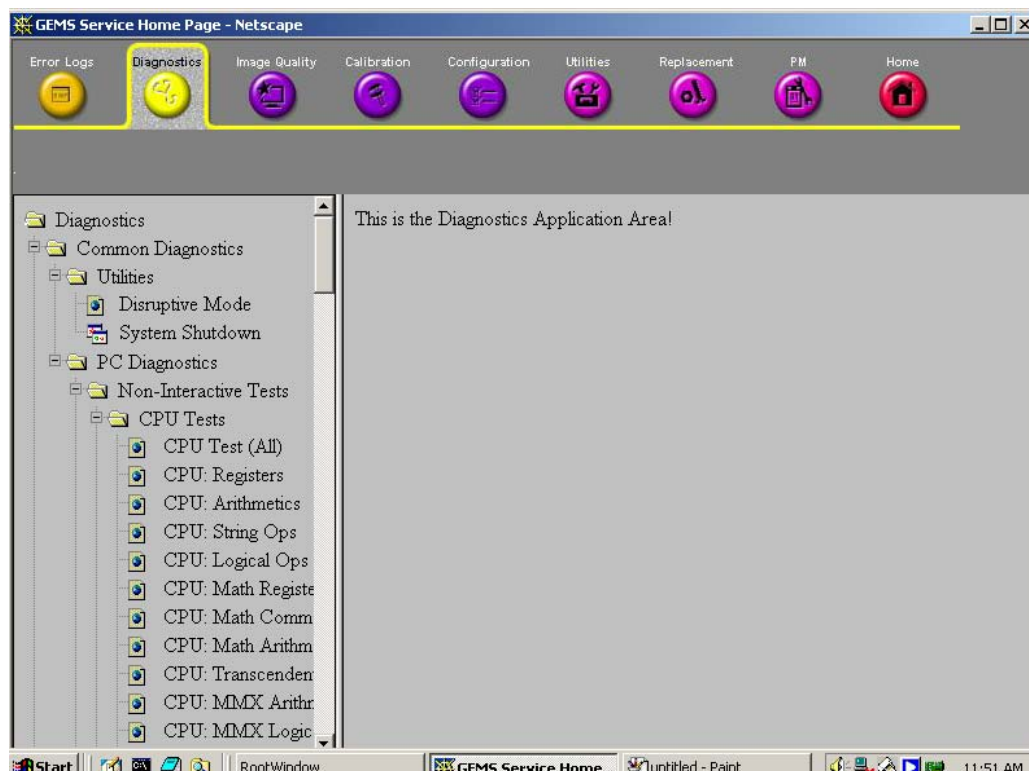 GEMS Service Home Page - Netscape
Error Logs
Diagnostics
Image Quality
Calibration
Configuration
Utilities
Replacement
PM
Home
Diagnostics
Common Diagnostics
Utilities
Disruptive Mode
System Shutdown
PC Diagnostics
Non-Interactive Tests
CPU Tests
CPU Test (All)
CPU: Registers
CPU: Arithmetics
CPU: String Ops
CPU: Logical Ops
CPU: Math Registe
CPU: Math Comm
CPU: Math Arithm
CPU: Transcenden
CPU: MMX Arithr
CPU: MMX Logic
This is the Diagnostics Application Area!
Start
RootWindow
GEMS Service Home
untitled - Paint
11:51 AM